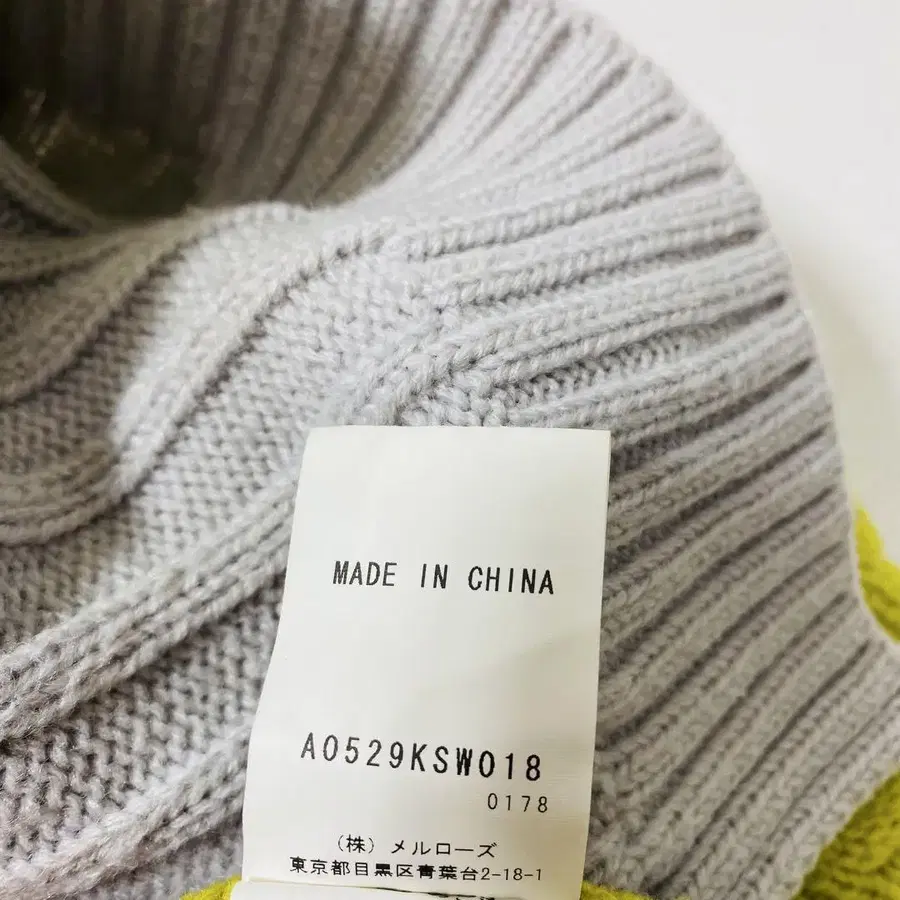 MADE IN CHINA
A0529KSW018
0178
(株) メルローズ
東京都目黒区青葉台2-18-1